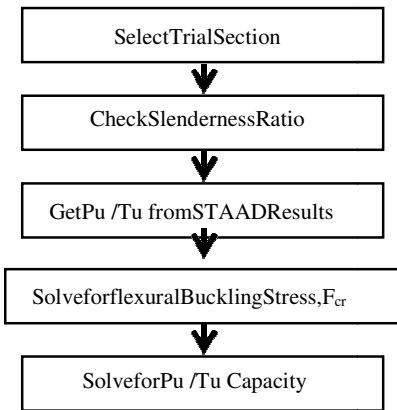 SelectTrialSection
CheckSlendernessRatio
GetPu /Tu fromSTAADResults
SolveforflexuralBucklingStress,Fcr
SolveforPu /Tu Capacity